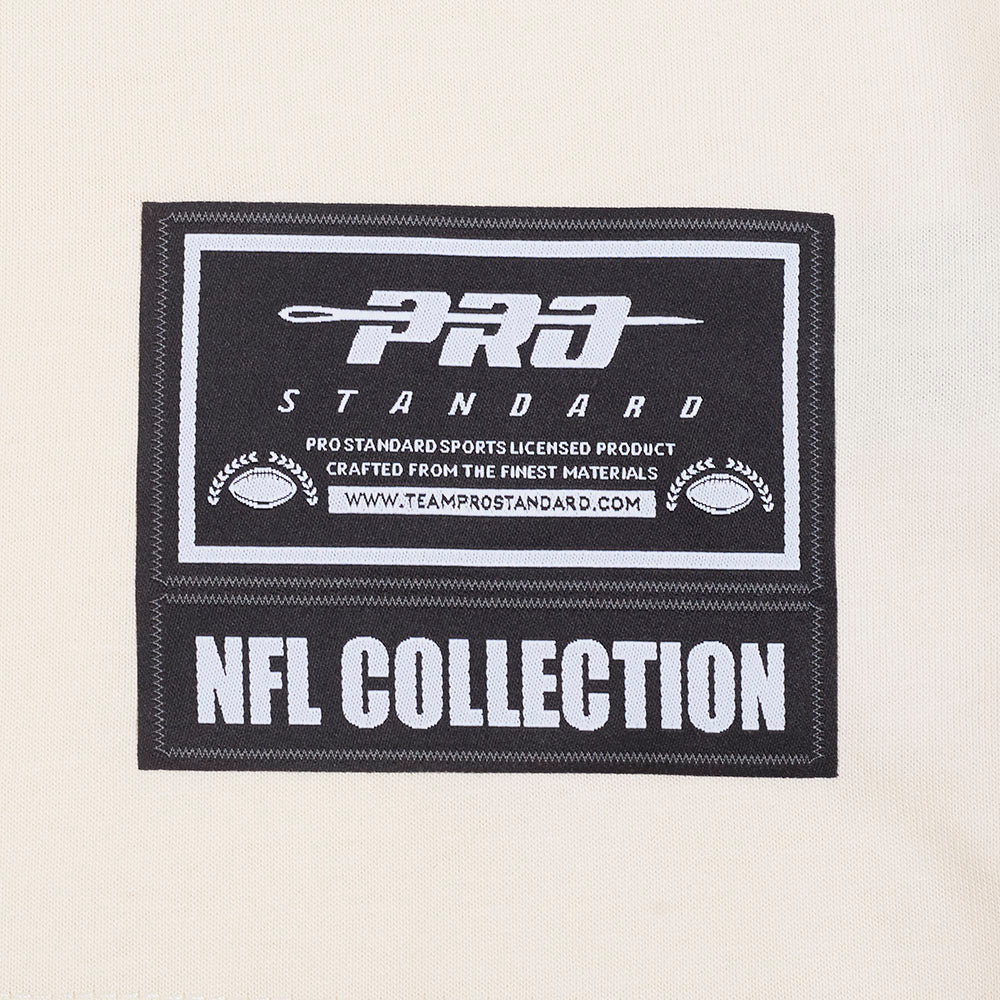 PRO
STANDARD
PRO STANDARD SPORTS LICENSED PRODUCT
CRAFTED FROM THE FINEST MATERIALS
WWW.TEAMPROSTANDARD.COM
NFL COLLECTION